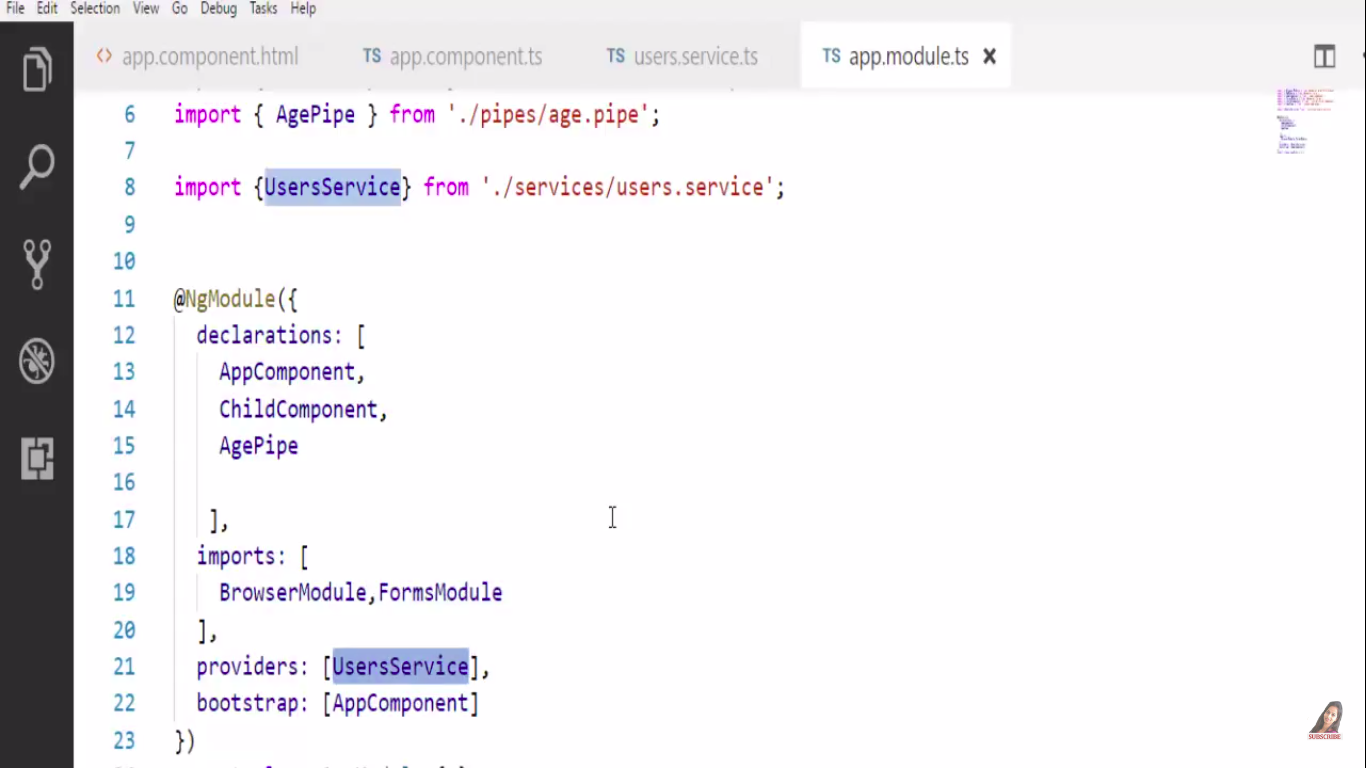 File Edit Selection View Go Debug Tasks Help
<> app.component.html TS app.component.ts TS users.service.ts TS app.module.ts ×
6 import { AgePipe } from './pipes/age.pipe';
7
8 import {UsersService} from './services/users.service';
9
10
11 @NgModule({
12 declarations: [
13 AppComponent,
14 ChildComponent,
15 AgePipe
16
17 ],
18 imports: [
19 BrowserModule,FormsModule
20 ],
21 providers: [UsersService],
22 bootstrap: [AppComponent]
23 })
SUBSCRIBE